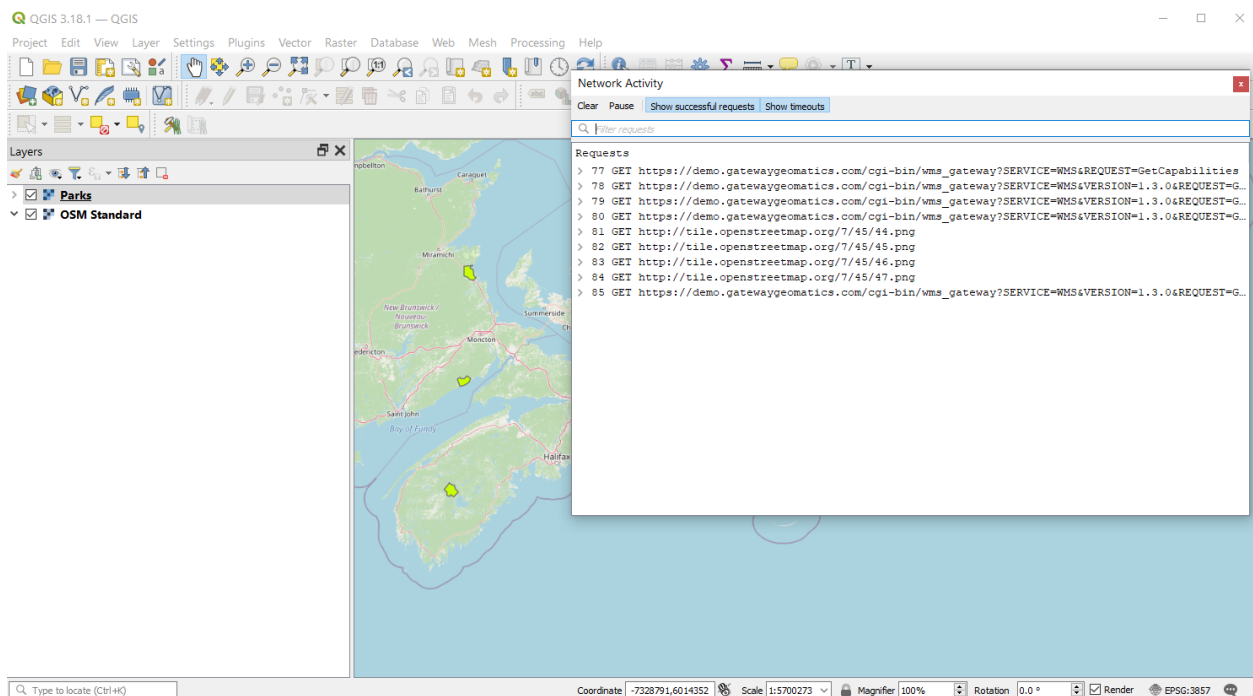 QGIS 3.18.1 — QGIS
Project Edit View Layer Settings Plugins Vector Raster Database Web Mesh Processing Help
Network Activity
Clear Pause Show successful requests Show timeouts
Filter requests
Requests
77 GET https://demo.gatewaygeomatics.com/cgi-bin/wms_gateway?SERVICE=WMS&REQUEST=GetCapabilities
78 GET https://demo.gatewaygeomatics.com/cgi-bin/wms_gateway?SERVICE=WMS&VERSION=1.3.0&REQUEST=G...
79 GET https://demo.gatewaygeomatics.com/cgi-bin/wms_gateway?SERVICE=WMS&VERSION=1.3.0&REQUEST=G...
80 GET https://demo.gatewaygeomatics.com/cgi-bin/wms_gateway?SERVICE=WMS&VERSION=1.3.0&REQUEST=G...
81 GET http://tile.openstreetmap.org/7/45/44.png
82 GET http://tile.openstreetmap.org/7/45/45.png
83 GET http://tile.openstreetmap.org/7/45/46.png
84 GET http://tile.openstreetmap.org/7/45/47.png
85 GET https://demo.gatewaygeomatics.com/cgi-bin/wms_gateway?SERVICE=WMS&VERSION=1.3.0&REQUEST=G...
Layers
Parks
OSM Standard
mpbellton
Caraquet
Bathurst
Miramichi
New Brunswick /
Nouveau-
Brunswick
Summerside
Ch
Moncton
edericton
Saint John
Bay of Fundy
Halifax
Type to locate (Ctrl+K)
Coordinate -7328791,6014352 Scale 1:5700273 Magnifier 100% Rotation 0.0 ° Render EPSG:3857